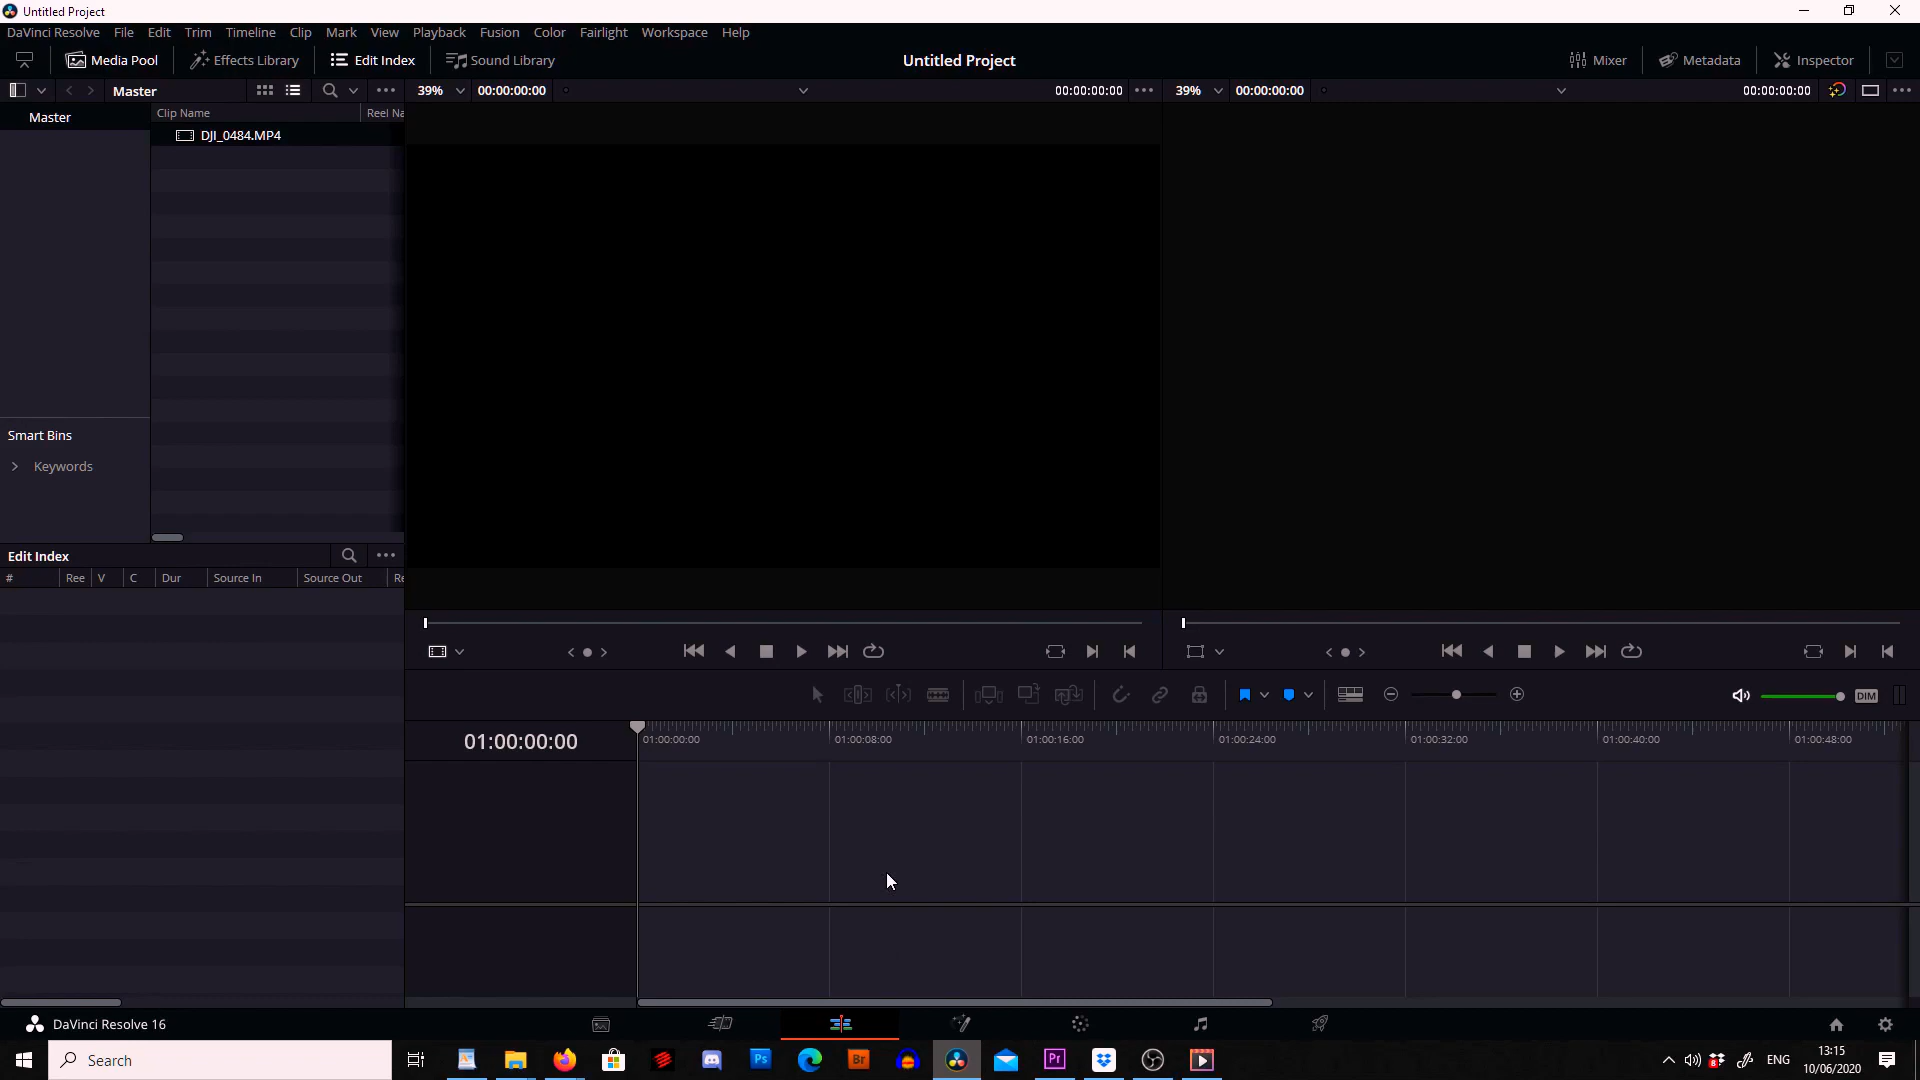 Untitled Project
DaVinci Resolve File Edit Trim Timeline Clip Mark View Playback Fusion Color Fairlight Workspace Help
Media Pool Effects Library Edit Index Sound Library Untitled Project Mixer Metadata Inspector
Master 39% 00:00:00:00 00:00:00:00 39% 00:00:00:00 00:00:00:00
Master Clip Name Reel Na
DJI_0484.MP4
Smart Bins
Keywords
Edit Index
# Ree V C Dur Source In Source Out Re
DIM
01:00:00:00 01:00:00:00 01:00:08:00 01:00:16:00 01:00:24:00 01:00:32:00 01:00:40:00 01:00:48:00
DaVinci Resolve 16
Search Ps Br Pr ENG 13:15
10/06/2020